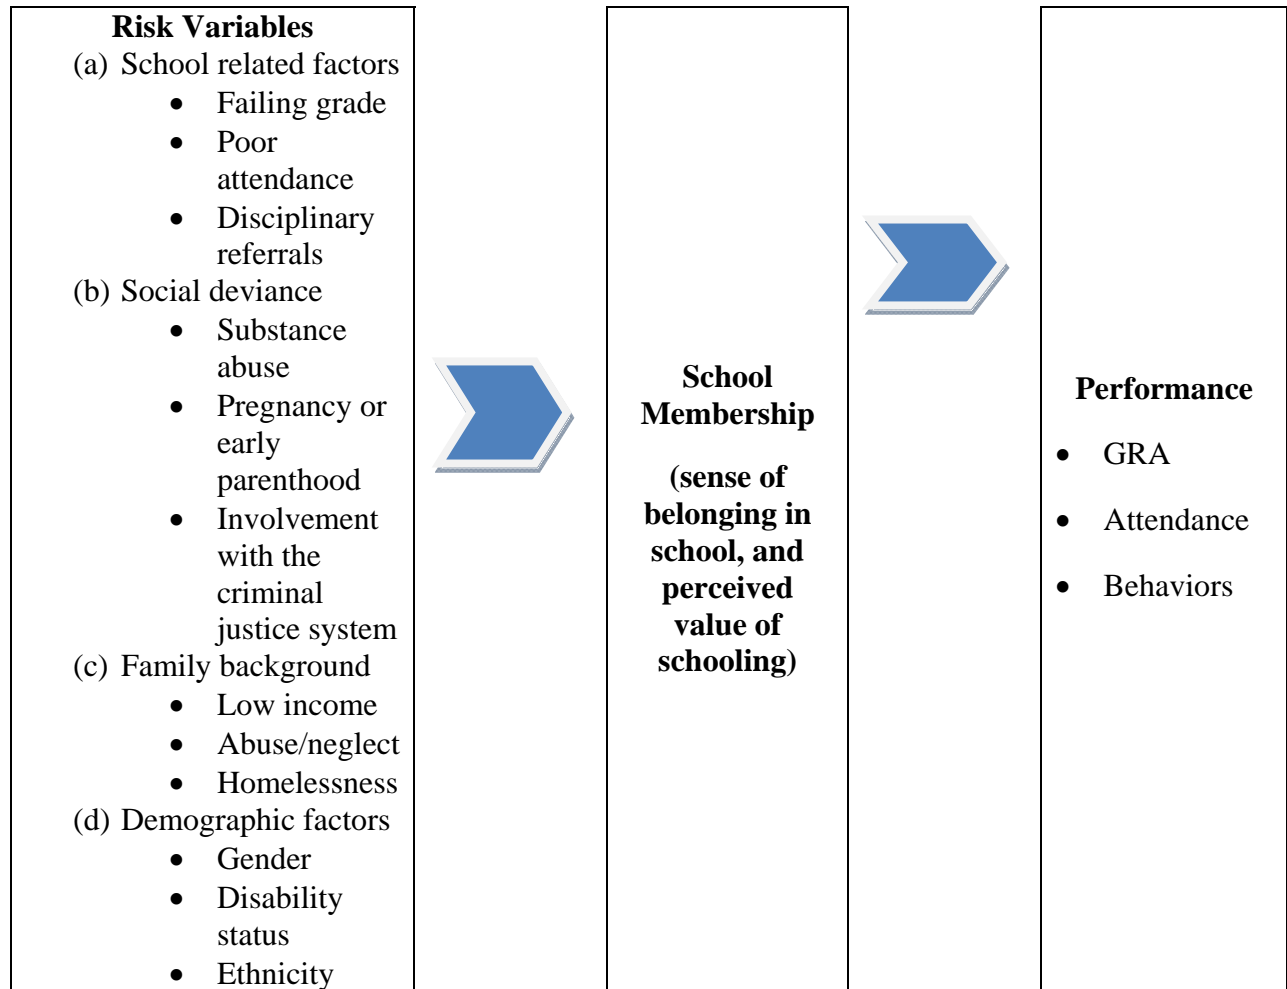 Risk Variables
(a) School related factors
• Failing grade
• Poor
attendance
• Disciplinary
referrals
(b) Social deviance
• Substance
abuse
• Pregnancy or
early
parenthood
• Involvement
with the
criminal
justice system
(c) Family background
• Low income
• Abuse/neglect
• Homelessness
(d) Demographic factors
• Gender
• Disability
status
• Ethnicity
School
Membership
(sense of
belonging in
school, and
perceived
value of
schooling)
Performance
• GRA
• Attendance
• Behaviors